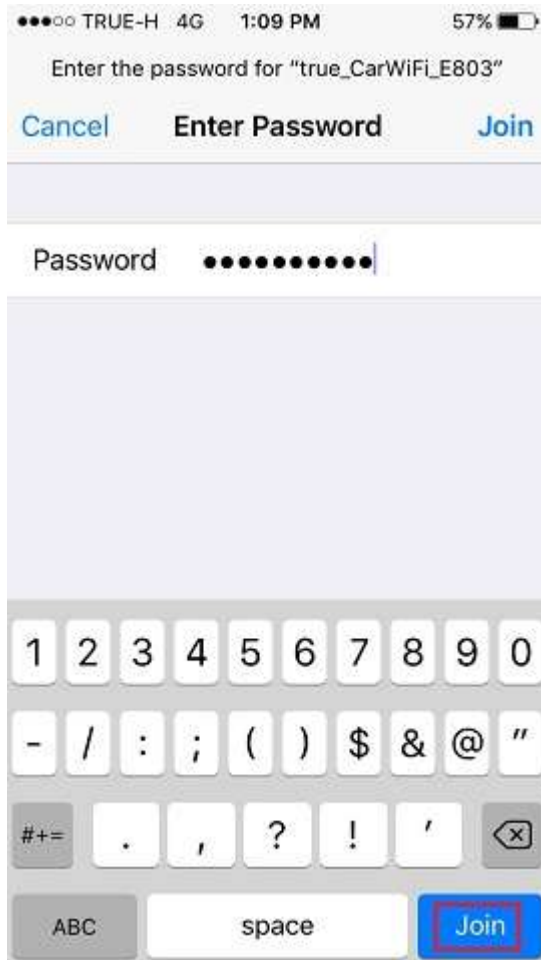 TRUE-H 4G 1:09 PM 57%
Enter the password for "true_CarWiFi_E803"
Cancel Enter Password Join
Password ••••••••••
1 2 3 4 5 6 7 8 9 0
- / : ; ( ) $ & @ "
#+= . , ? ! '
ABC space Join